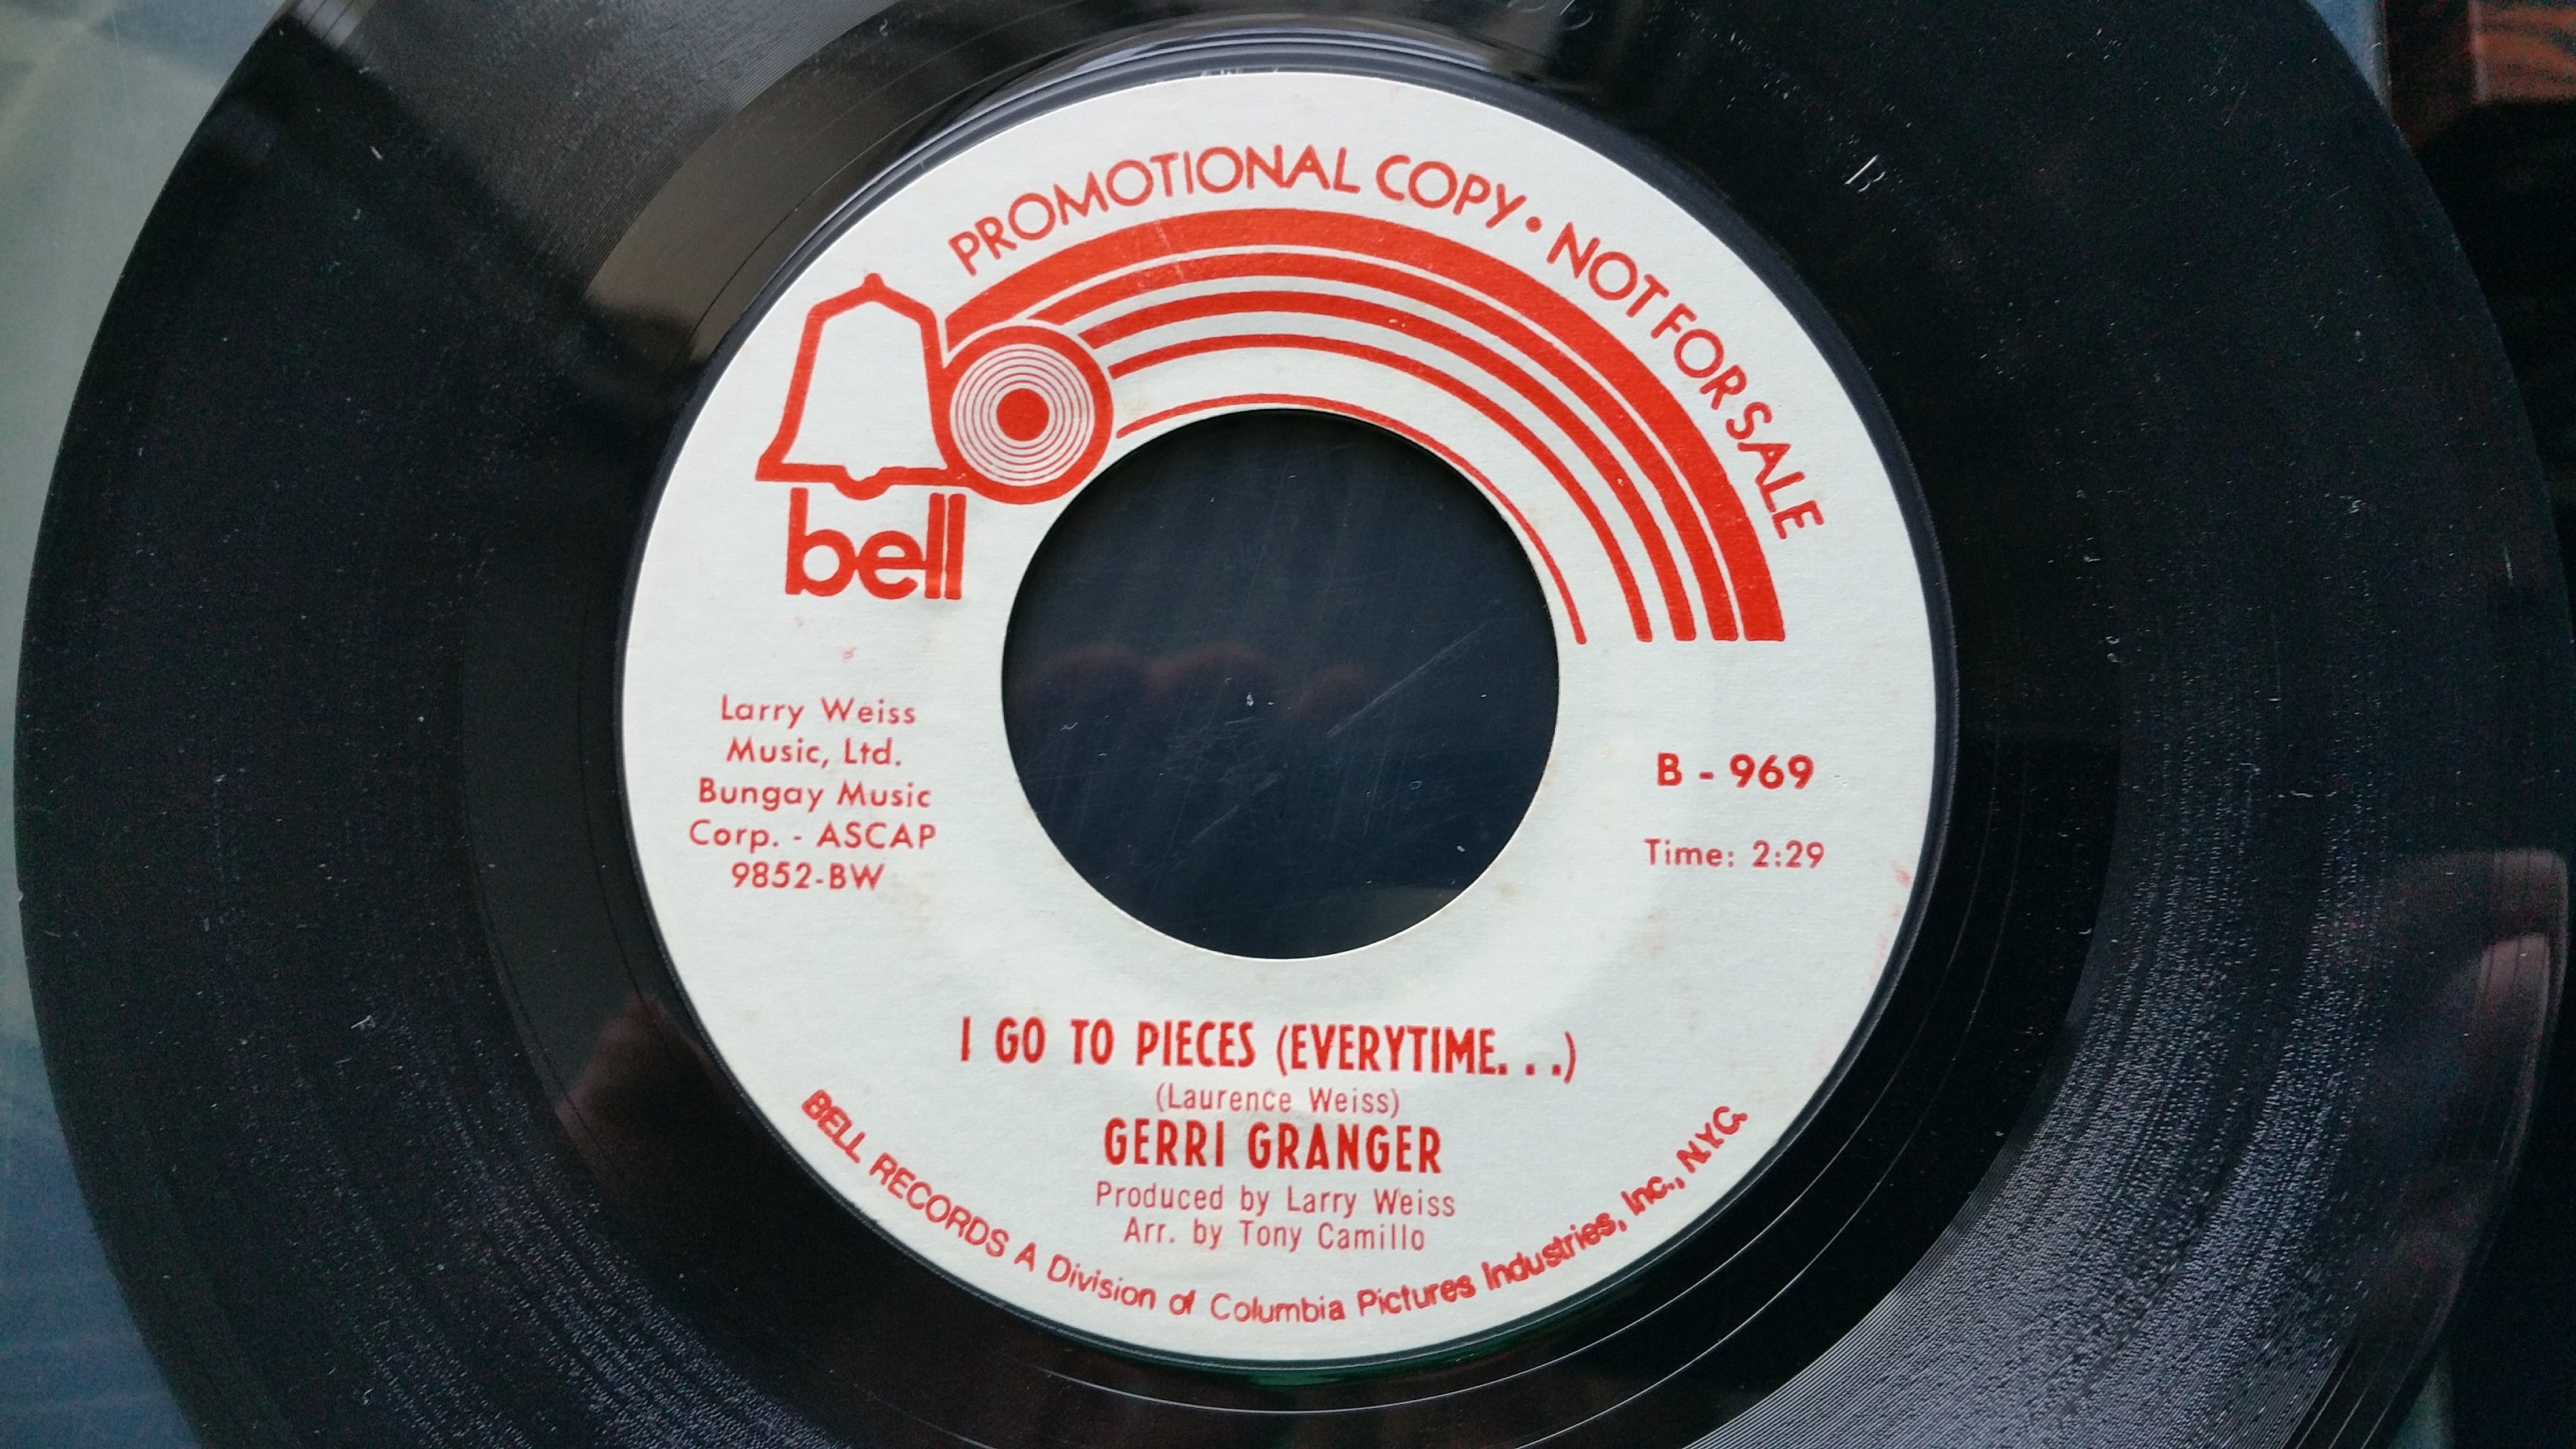 PROMOTIONAL COPY • NOT FOR SALE
bell
Larry Weiss
Music, Ltd.
Bungay Music
Corp. - ASCAP
9852-BW
B - 969
Time: 2:29
I GO TO PIECES (EVERYTIME. . .)
(Laurence Weiss)
GERRI GRANGER
Produced by Larry Weiss
Arr. by Tony Camillo
BELL RECORDS A Division of Columbia Pictures Industries, Inc., N.Y.C.